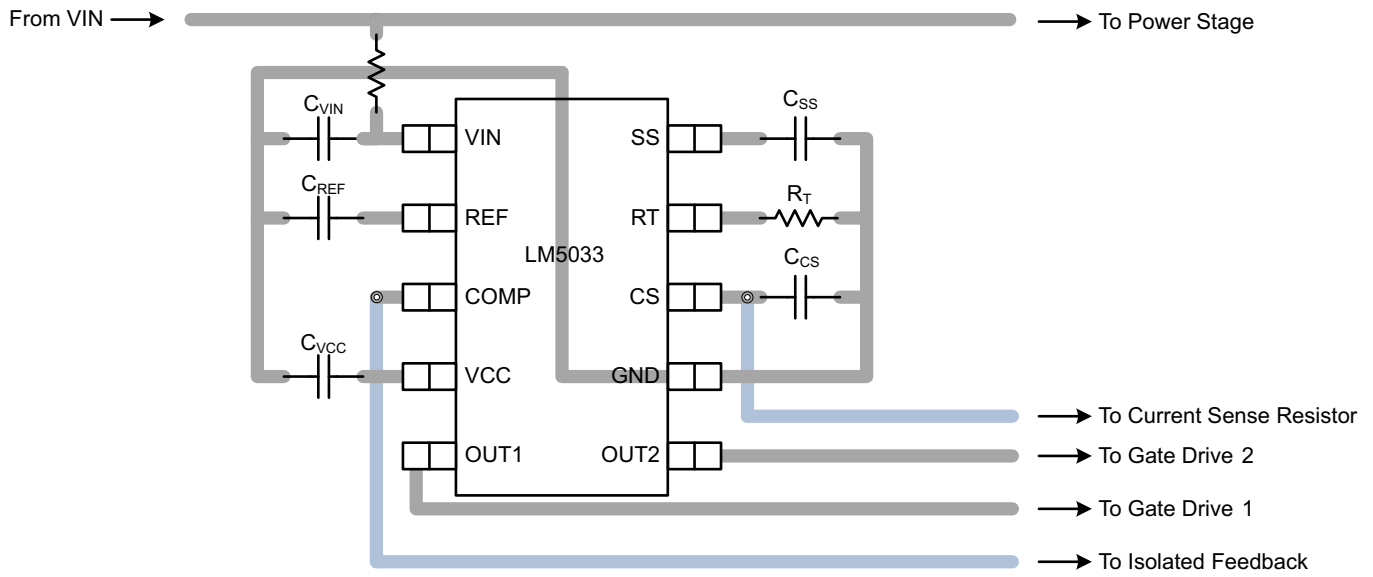 From VIN
To Power Stage
CVIN
CSS
VIN
SS
CREF
RT
REF
RT
LM5033
CCS
COMP
CS
CVCC
VCC
GND
To Current Sense Resistor
OUT1
OUT2
To Gate Drive 2
To Gate Drive 1
To Isolated Feedback